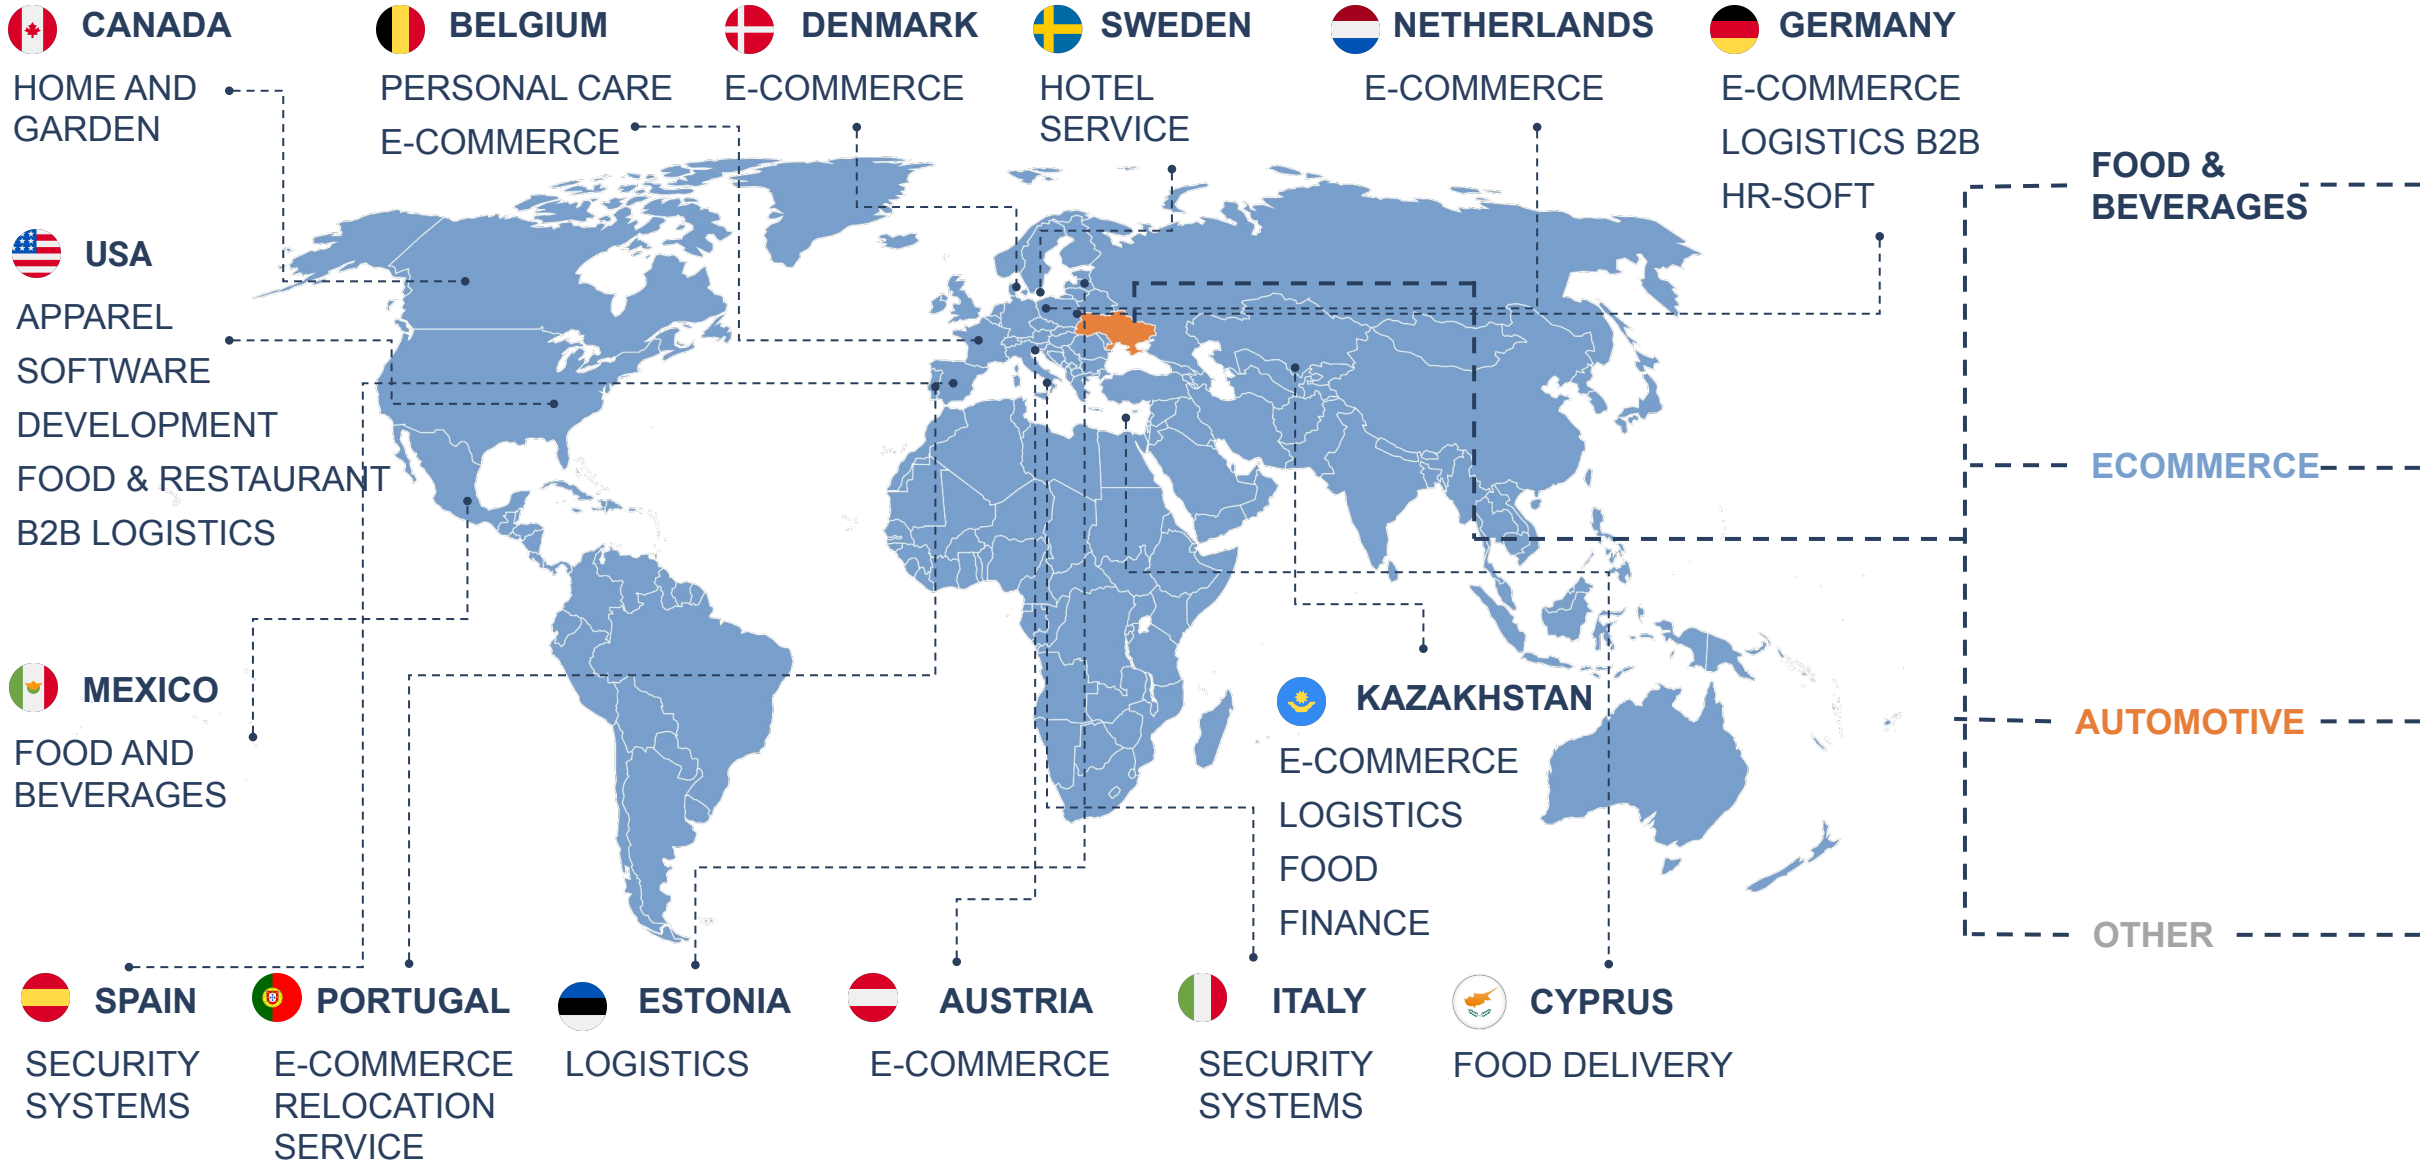 CANADA
HOME AND
GARDEN
BELGIUM
PERSONAL CARE
E-COMMERCE
DENMARK
E-COMMERCE
SWEDEN
HOTEL
SERVICE
NETHERLANDS
E-COMMERCE
GERMANY
E-COMMERCE
LOGISTICS B2B
HR-SOFT
FOOD &
BEVERAGES
ECOMMERCE
AUTOMOTIVE
OTHER
USA
APPAREL
SOFTWARE
DEVELOPMENT
FOOD & RESTAURANT
B2B LOGISTICS
MEXICO
FOOD AND
BEVERAGES
KAZAKHSTAN
E-COMMERCE
LOGISTICS
FOOD
FINANCE
SPAIN
SECURITY
SYSTEMS
PORTUGAL
E-COMMERCE
RELOCATION
SERVICE
ESTONIA
LOGISTICS
AUSTRIA
E-COMMERCE
ITALY
SECURITY
SYSTEMS
CYPRUS
FOOD DELIVERY